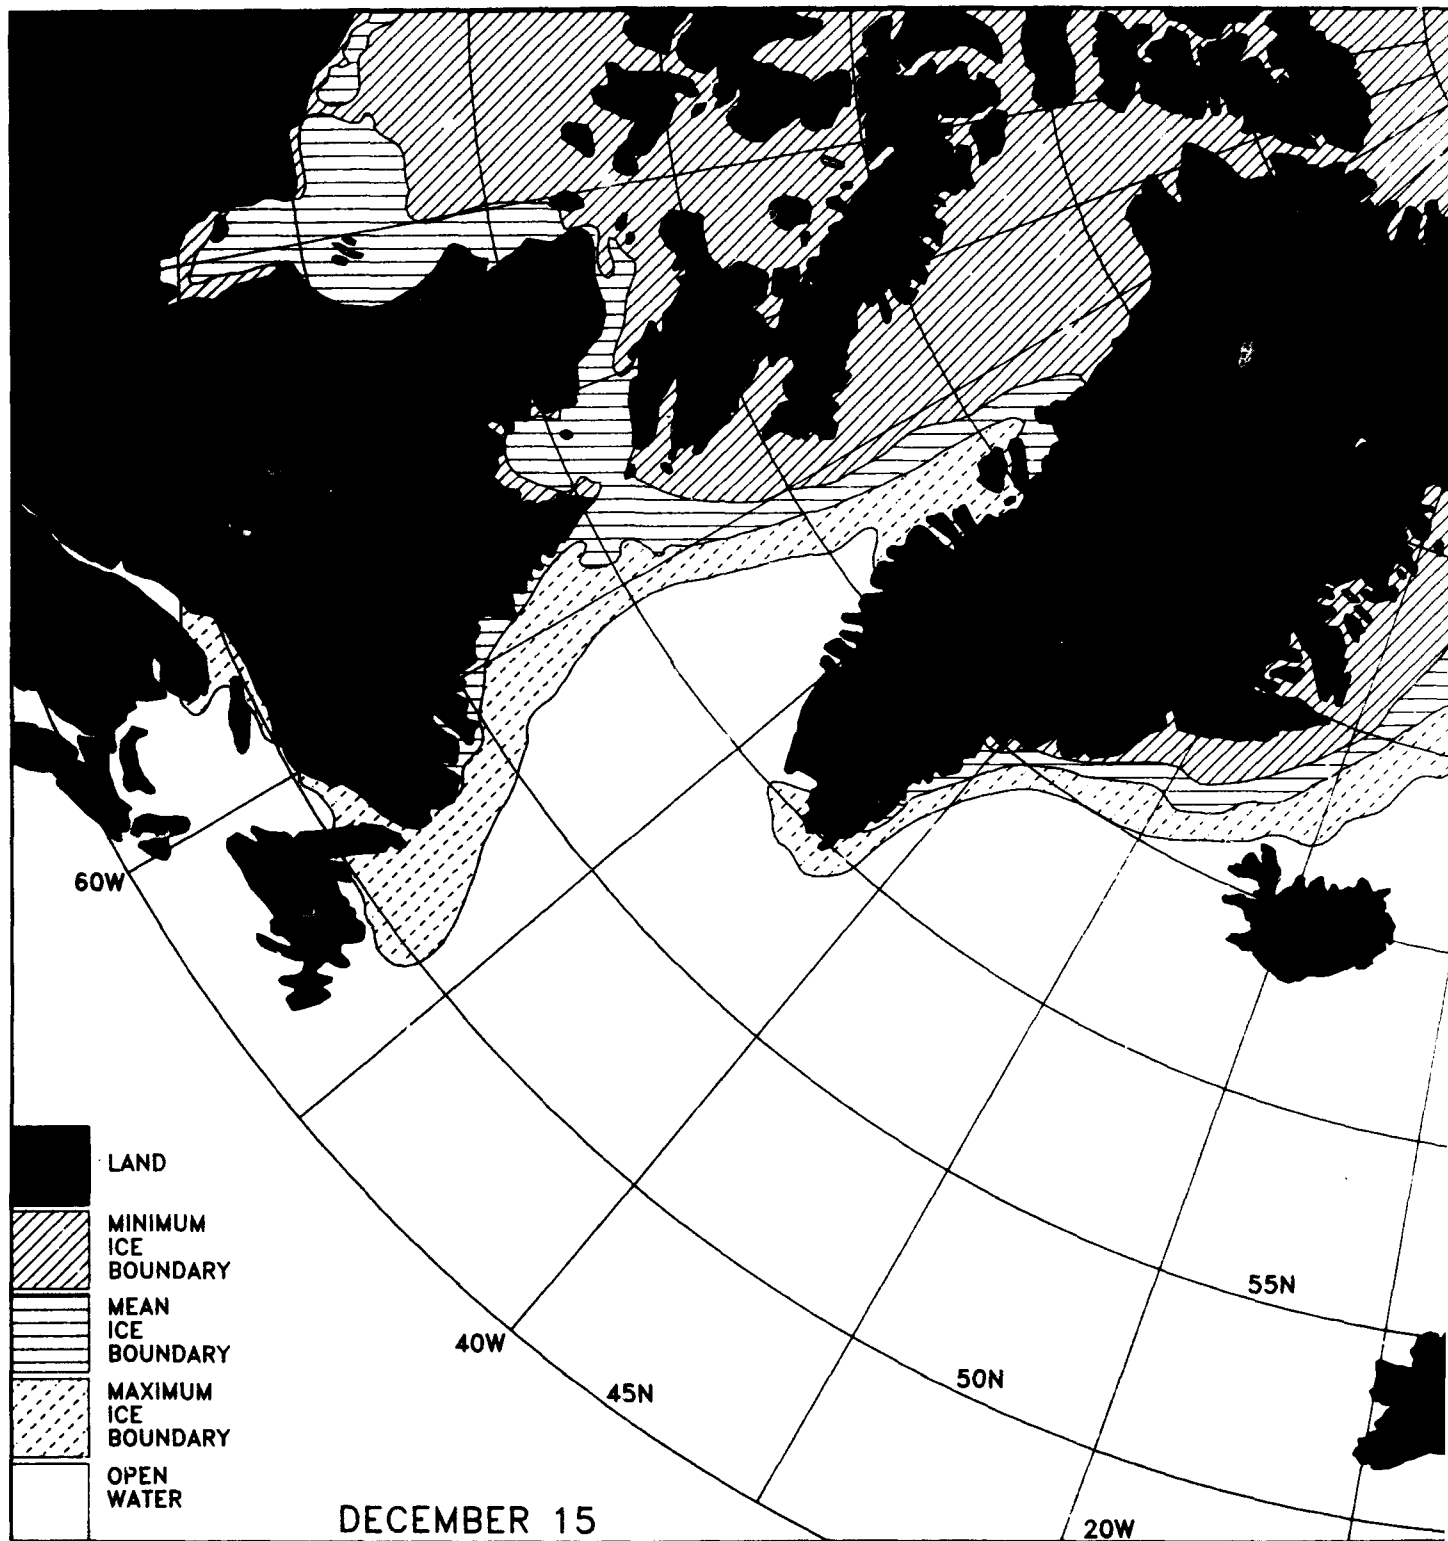 60W
LAND
MINIMUM
ICE
BOUNDARY
MEAN
ICE
BOUNDARY
MAXIMUM
ICE
BOUNDARY
OPEN
WATER
DECEMBER 15
40W
45N
50N
55N
20W